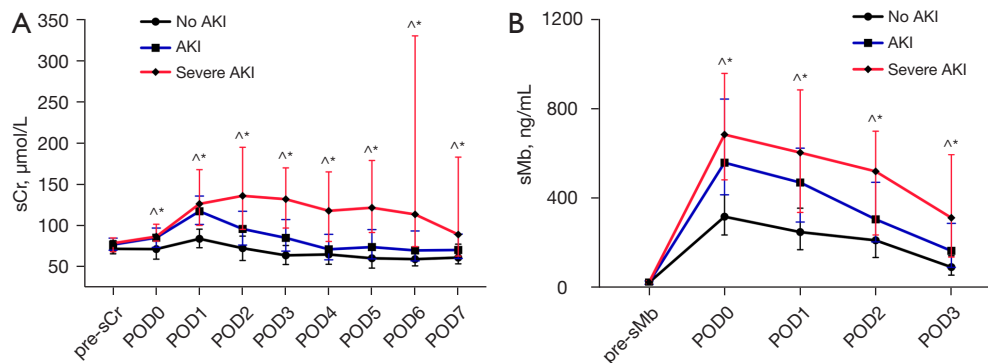 A
No AKI
AKI
Severe AKI
sCr, μmol/L
350
300
250
200
150
100
50
^*
^*
^*
^*
^*
^*
^*
^*
pre-sCr
POD0
POD1
POD2
POD3
POD4
POD5
POD6
POD7
B
No AKI
AKI
Severe AKI
sMb, ng/mL
1200
800
400
0
^*
^*
^*
^*
pre-sMb
POD0
POD1
POD2
POD3